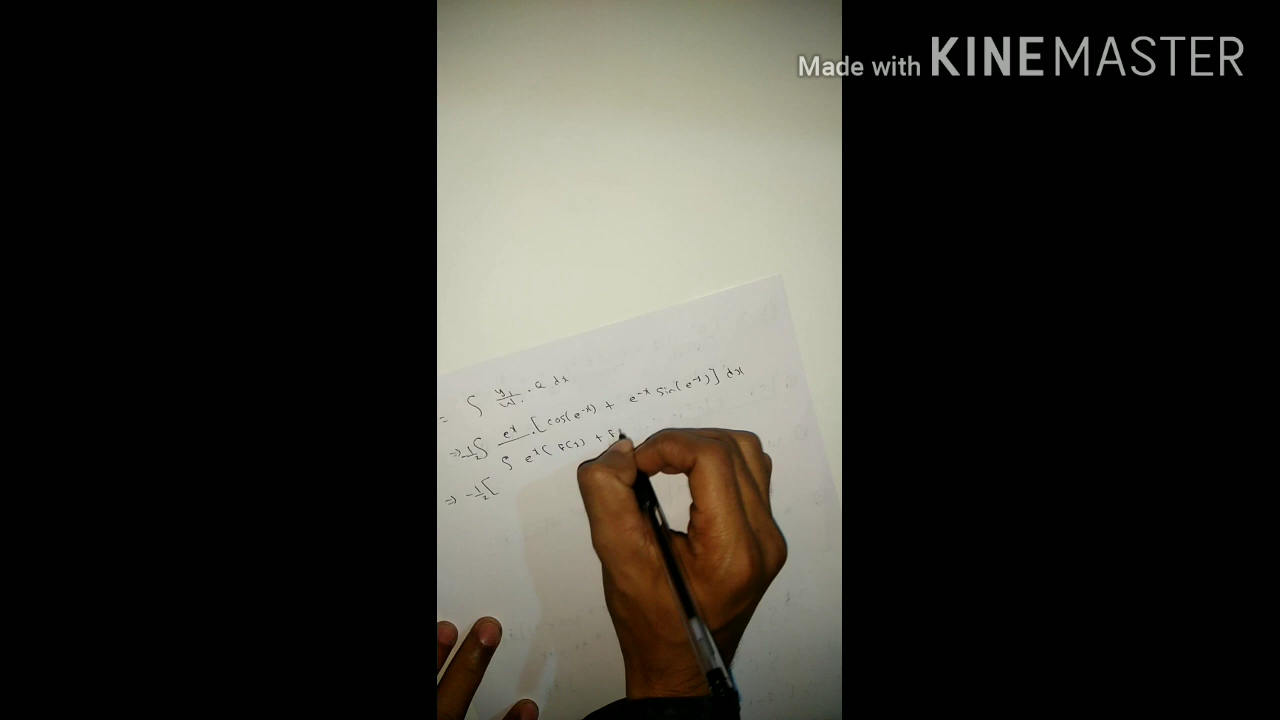 Made with KINEMASTER
= ∫ y₁/W . Q dx
⇒ -1/2 ∫ eˣ . [cos(e⁻ˣ) + e⁻ˣ sin(e⁻ˣ)] dx
∫ eˣ( f(x) + f
⇒ -1/2 [